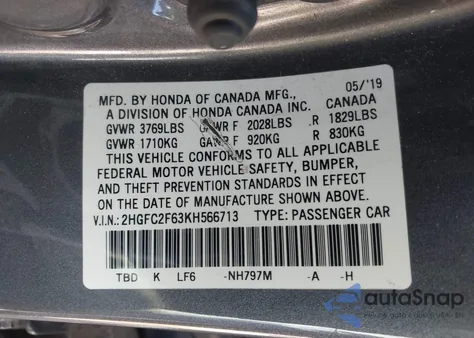 MFD. BY HONDA OF CANADA MFG., 05/'19
A DIVISION OF HONDA CANADA INC. CANADA
GVWR 3769LBS GAWR F 2028LBS R 1829LBS
GVWR 1710KG GAWR F 920KG R 830KG
THIS VEHICLE CONFORMS TO ALL APPLICABLE
FEDERAL MOTOR VEHICLE SAFETY, BUMPER,
AND THEFT PREVENTION STANDARDS IN EFFECT
ON THE DATE OF MANUFACTURE SHOWN ABOVE.
V.I.N.: 2HGFC2F63KH566713 TYPE: PASSENGER CAR
TBD K LF6 -NH797M -A -H
autoSnap